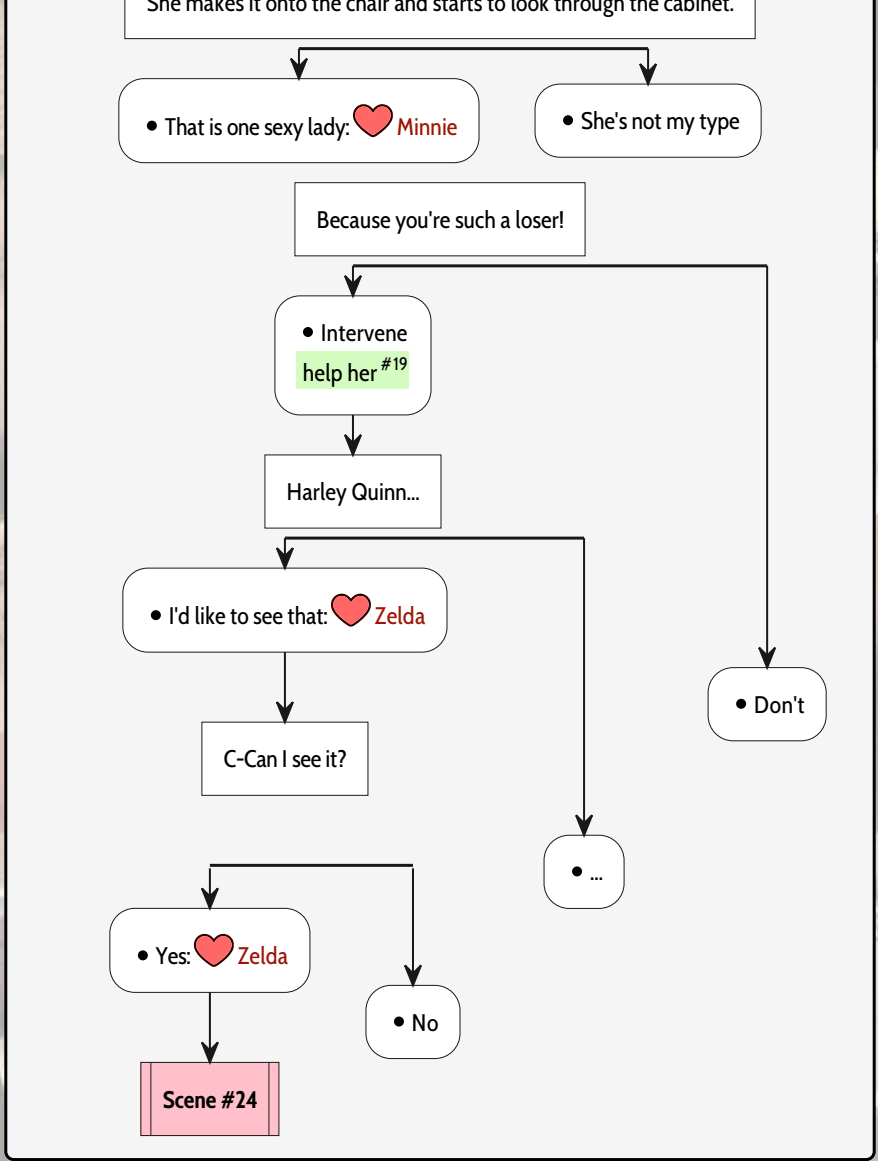 She makes it onto the chair and starts to look through the cabinet.
• That is one sexy lady: Minnie
• She's not my type
Because you're such a loser!
• Intervene
help her #19
Harley Quinn...
• I'd like to see that: Zelda
• Don't
C-Can I see it?
• ...
• Yes: Zelda
• No
Scene #24